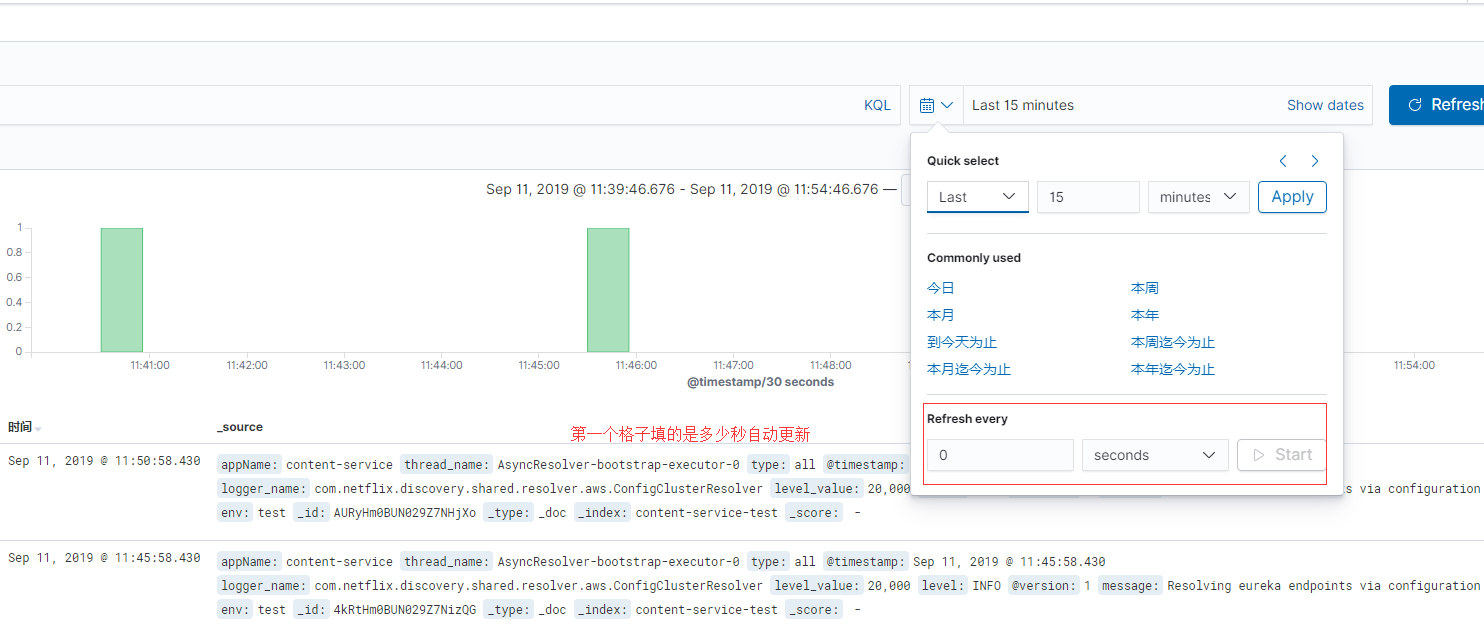 KQL
Last 15 minutes
Show dates
Refresh
Quick select
Last
15
minutes
Apply
Sep 11, 2019 @ 11:39:46.676 - Sep 11, 2019 @ 11:54:46.676 —
Commonly used
今日
本周
本月
本年
到今天为止
本周迄今为止
本月迄今为止
本年迄今为止
Refresh every
0
seconds
Start
1
0.8
0.6
0.4
0.2
0
11:41:00
11:42:00
11:43:00
11:44:00
11:45:00
11:46:00
11:47:00
11:48:00
11:54:00
@timestamp/30 seconds
第一个格子填的是多少秒自动更新
时间
_source
Sep 11, 2019 @ 11:50:58.430
appName: content-service thread_name: AsyncResolver-bootstrap-executor-0 type: all @timestamp:
logger_name: com.netflix.discovery.shared.resolver.aws.ConfigClusterResolver level_value: 20,000 via configuration
env: test _id: AURyHm0BUN029Z7NHjXo _type: _doc _index: content-service-test _score: -
Sep 11, 2019 @ 11:45:58.430
appName: content-service thread_name: AsyncResolver-bootstrap-executor-0 type: all @timestamp: Sep 11, 2019 @ 11:45:58.430
logger_name: com.netflix.discovery.shared.resolver.aws.ConfigClusterResolver level_value: 20,000 level: INFO @version: 1 message: Resolving eureka endpoints via configuration
env: test _id: 4kRtHm0BUN029Z7NizQG _type: _doc _index: content-service-test _score: -